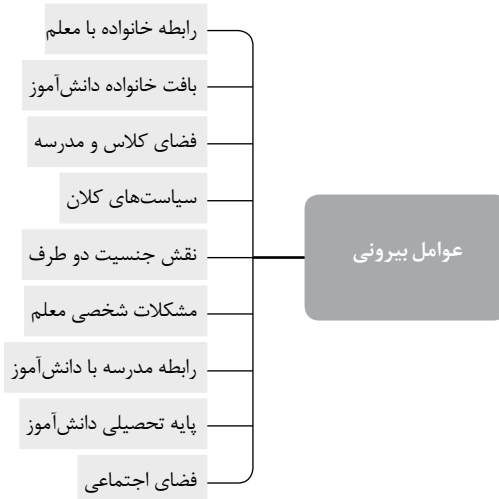 عوامل بیرونی
رابطه خانواده با معلم
بافت خانواده دانش‌آموز
فضای کلاس و مدرسه
سیاست‌های کلان
نقش جنسیت دو طرف
مشکلات شخصی معلم
رابطه مدرسه با دانش‌آموز
پایه تحصیلی دانش‌آموز
فضای اجتماعی